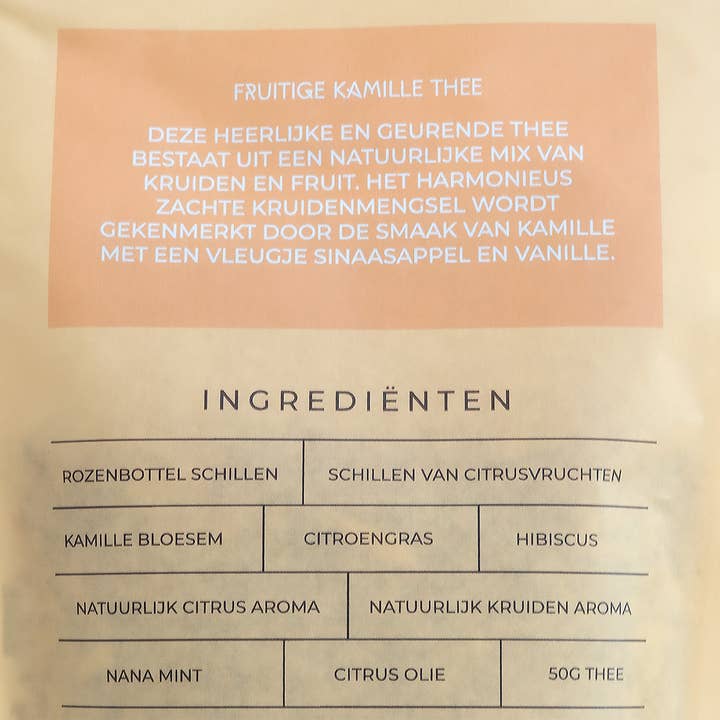 FRUITIGE KAMILLE THEE
DEZE HEERLIJKE EN GEURENDE THEE
BESTAAT UIT EEN NATUURLIJKE MIX VAN
KRUIDEN EN FRUIT. HET HARMONIEUS
ZACHTE KRUIDENMENGSEL WORDT
GEKENMERKT DOOR DE SMAAK VAN KAMILLE
MET EEN VLEUGJE SINAASAPPEL EN VANILLE.
INGREDIËNTEN
ROZENBOTTEL SCHILLEN SCHILLEN VAN CITRUSVRUCHTEN
KAMILLE BLOESEM CITROENGRAS HIBISCUS
NATUURLIJK CITRUS AROMA NATUURLIJK KRUIDEN AROMA
NANA MINT CITRUS OLIE 50G THEE